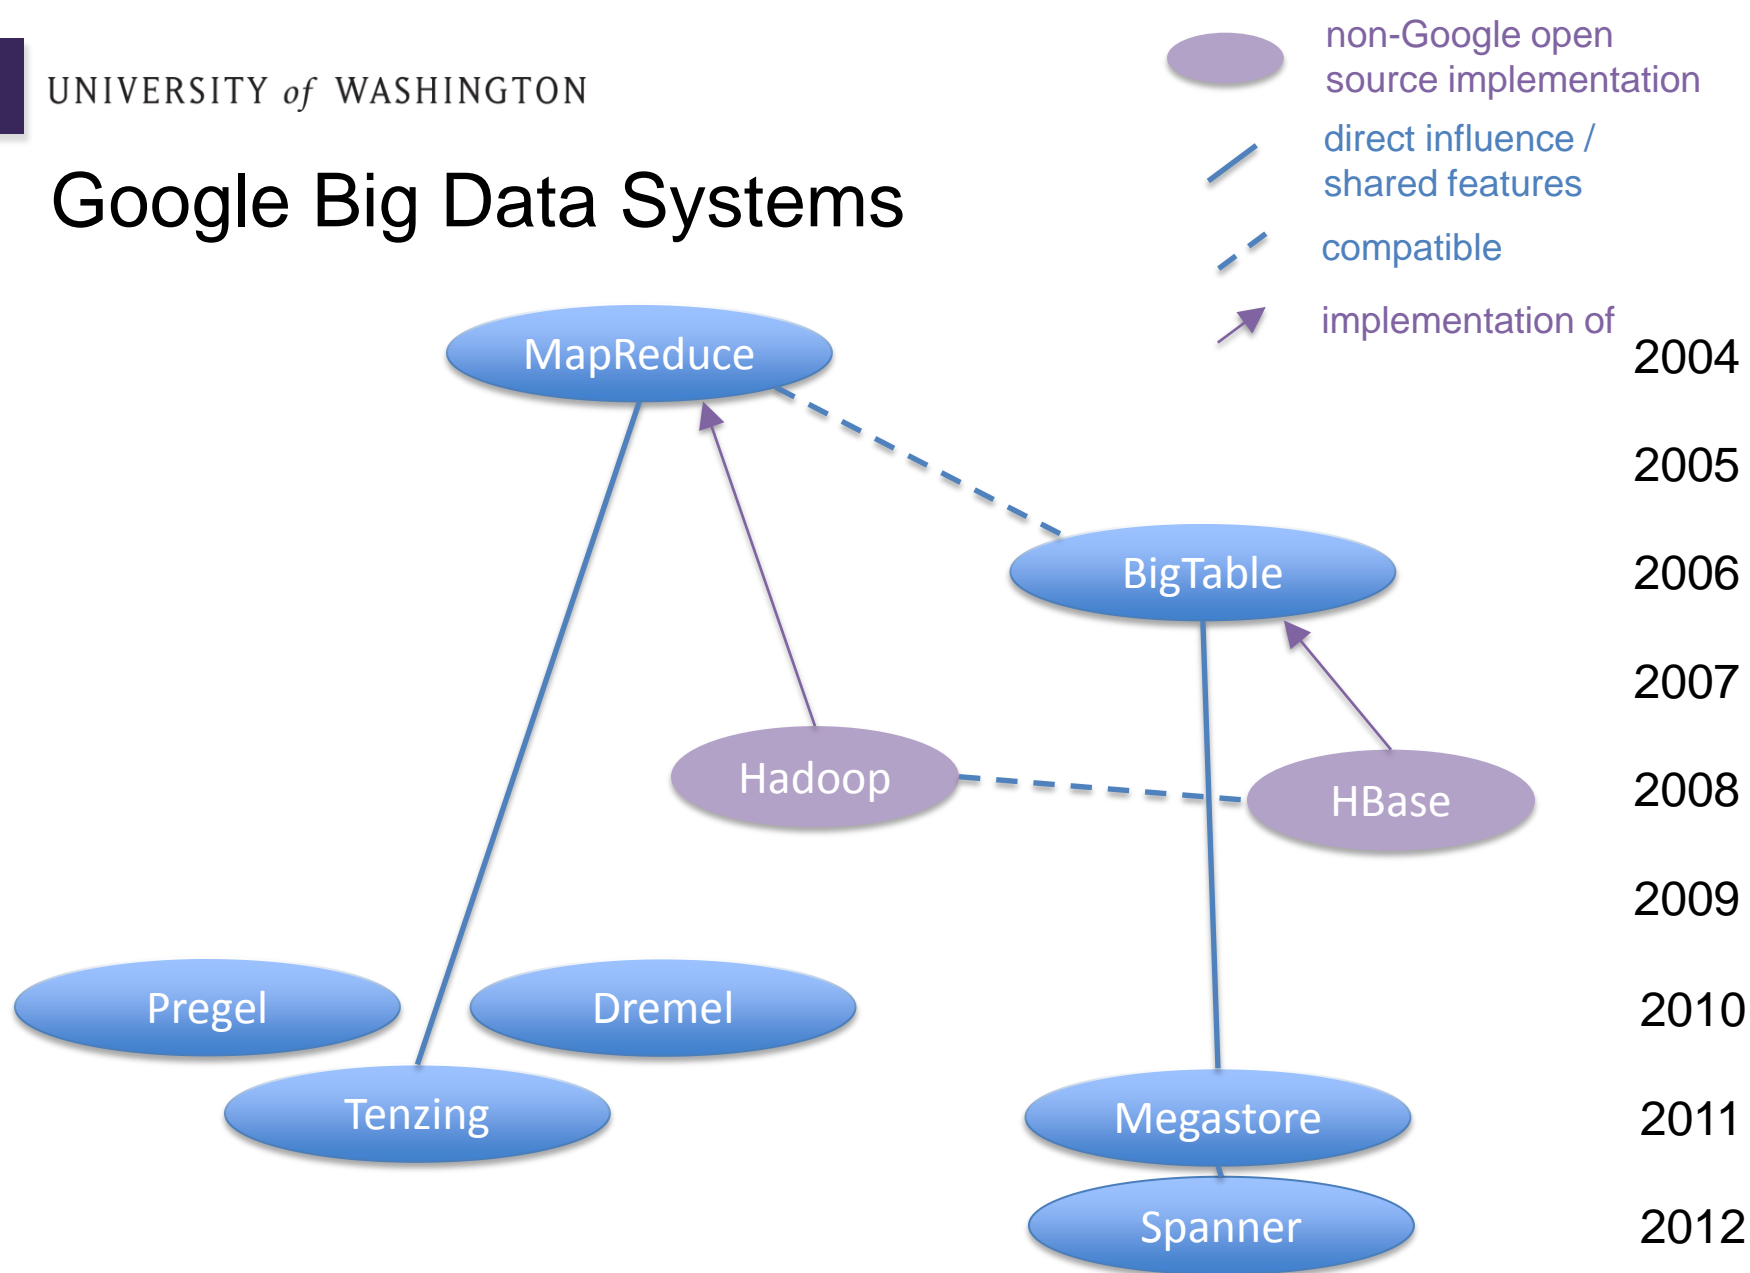 non-Google open
source implementation
UNIVERSITY of WASHINGTON
direct influence /
shared features
Google Big Data Systems
compatible
implementation of
MapReduce
2004
2005
BigTable
2006
2007
Hadoop
HBase
2008
2009
Pregel
Dremel
2010
Tenzing
Megastore
2011
Spanner
2012